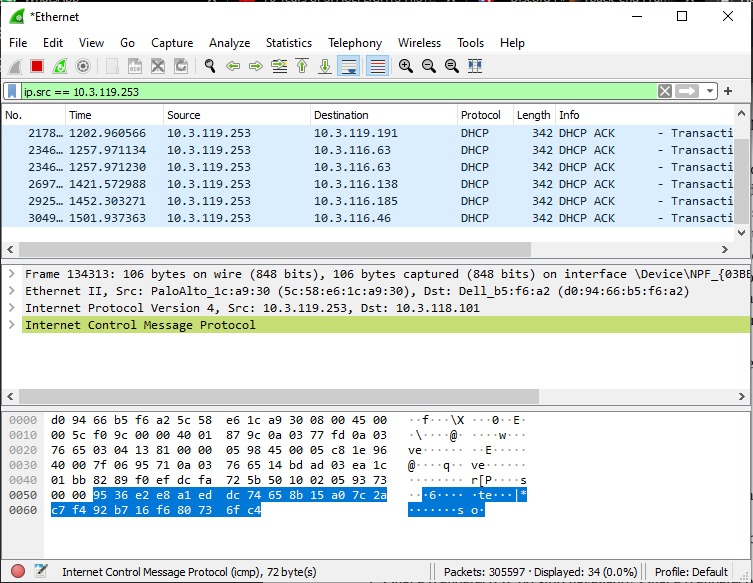 *Ethernet
File Edit View Go Capture Analyze Statistics Telephony Wireless Tools Help
ip.src == 10.3.119.253
No. Time Source Destination Protocol Length Info
2178… 1202.960566 10.3.119.253 10.3.119.191 DHCP 342 DHCP ACK - Transacti
2346… 1257.971134 10.3.119.253 10.3.116.63 DHCP 342 DHCP ACK - Transacti
2346… 1257.971230 10.3.119.253 10.3.116.63 DHCP 342 DHCP ACK - Transacti
2697… 1421.572988 10.3.119.253 10.3.116.138 DHCP 342 DHCP ACK - Transacti
2925… 1452.303271 10.3.119.253 10.3.116.185 DHCP 342 DHCP ACK - Transacti
3049… 1501.937363 10.3.119.253 10.3.116.46 DHCP 342 DHCP ACK - Transacti
Frame 134313: 106 bytes on wire (848 bits), 106 bytes captured (848 bits) on interface \Device\NPF_{03BE
Ethernet II, Src: PaloAlto_1c:a9:30 (5c:58:e6:1c:a9:30), Dst: Dell_b5:f6:a2 (d0:94:66:b5:f6:a2)
Internet Protocol Version 4, Src: 10.3.119.253, Dst: 10.3.118.101
Internet Control Message Protocol
0000 d0 94 66 b5 f6 a2 5c 58 e6 1c a9 30 08 00 45 00 ··f···\X ···0··E·
0010 00 5c f0 9c 00 00 40 01 87 9c 0a 03 77 fd 0a 03 ·\····@· ····w···
0020 76 65 03 04 13 81 00 00 05 98 45 00 05 c8 1e 96 ve······ ··E·····
0030 40 00 7f 06 95 71 0a 03 76 65 14 bd ad 03 ea 1c @····q·· ve······
0040 01 bb 82 89 f0 ef dc fa 72 5b 50 10 02 05 93 73 ········ r[P····s
0050 00 00 95 36 e2 e8 a1 ed dc 74 65 8b 15 a0 7c 2a ···6···· ·te···|*
0060 c7 f4 92 b7 16 f6 80 73 6f c4 ·······s o·
Internet Control Message Protocol (icmp), 72 byte(s) Packets: 305597 · Displayed: 34 (0.0%) Profile: Default